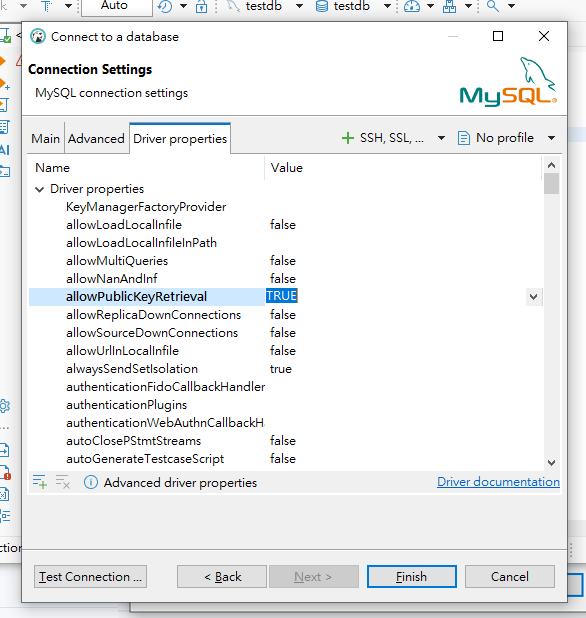 Auto
testdb
testdb
Connect to a database
Connection Settings
MySQL connection settings
MySQL
Main
Advanced
Driver properties
SSH, SSL, ...
No profile
Name Value
Driver properties
KeyManagerFactoryProvider
allowLoadLocalInfile false
allowLoadLocalInfileInPath
allowMultiQueries false
allowNanAndInf false
allowPublicKeyRetrieval TRUE
allowReplicaDownConnections false
allowSourceDownConnections false
allowUrlInLocalInfile false
alwaysSendSetIsolation true
authenticationFidoCallbackHandler
authenticationPlugins
authenticationWebAuthnCallbackH
autoClosePStmtStreams false
autoGenerateTestcaseScript false
Advanced driver properties
Driver documentation
Test Connection ...
< Back
Next >
Finish
Cancel